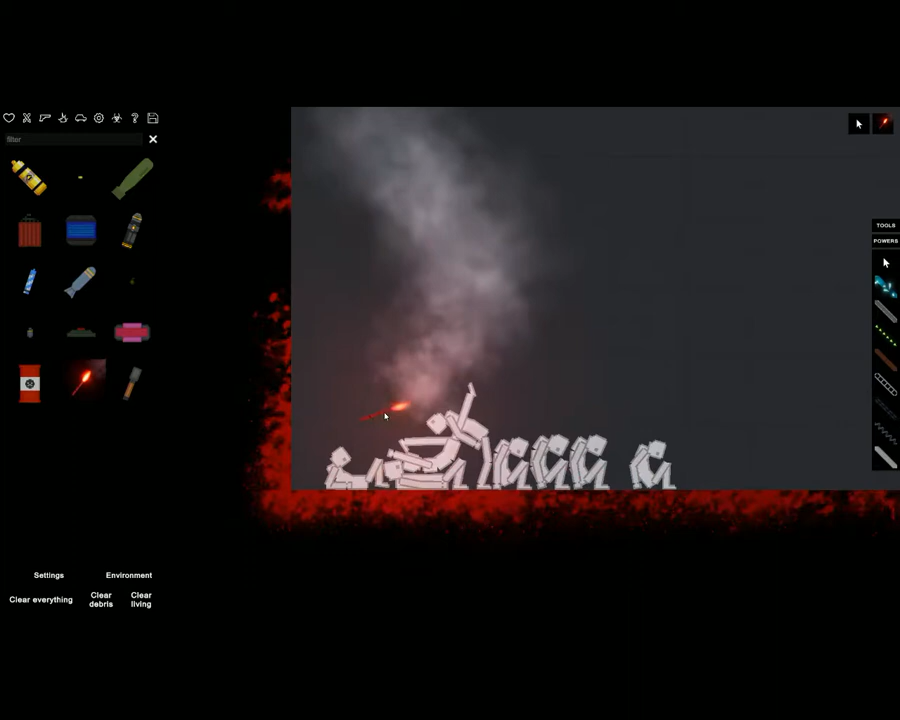 filter
TOOLS
POWERS
Settings
Environment
Clear everything
Clear
debris
Clear
living